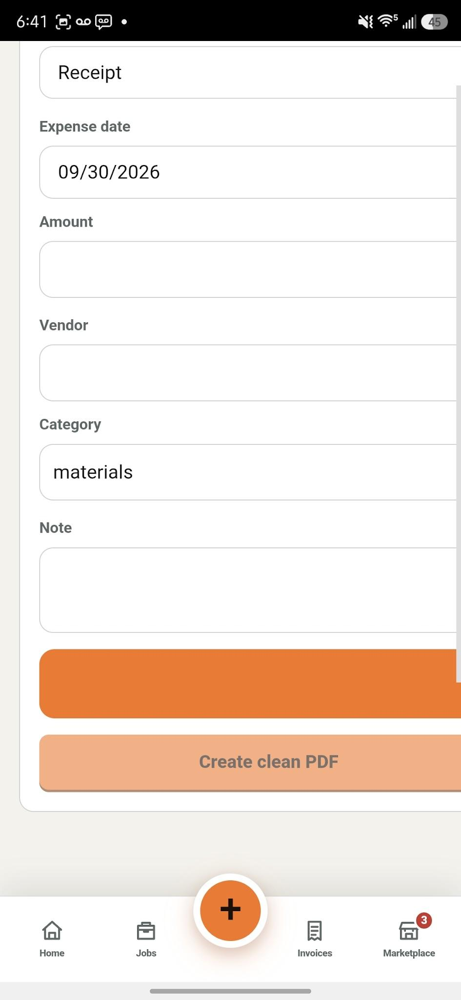 6:41
5
45
Receipt
Expense date
09/30/2026
Amount
Vendor
Category
materials
Note
Create clean PDF
+
3
Home
Jobs
Invoices
Marketplace